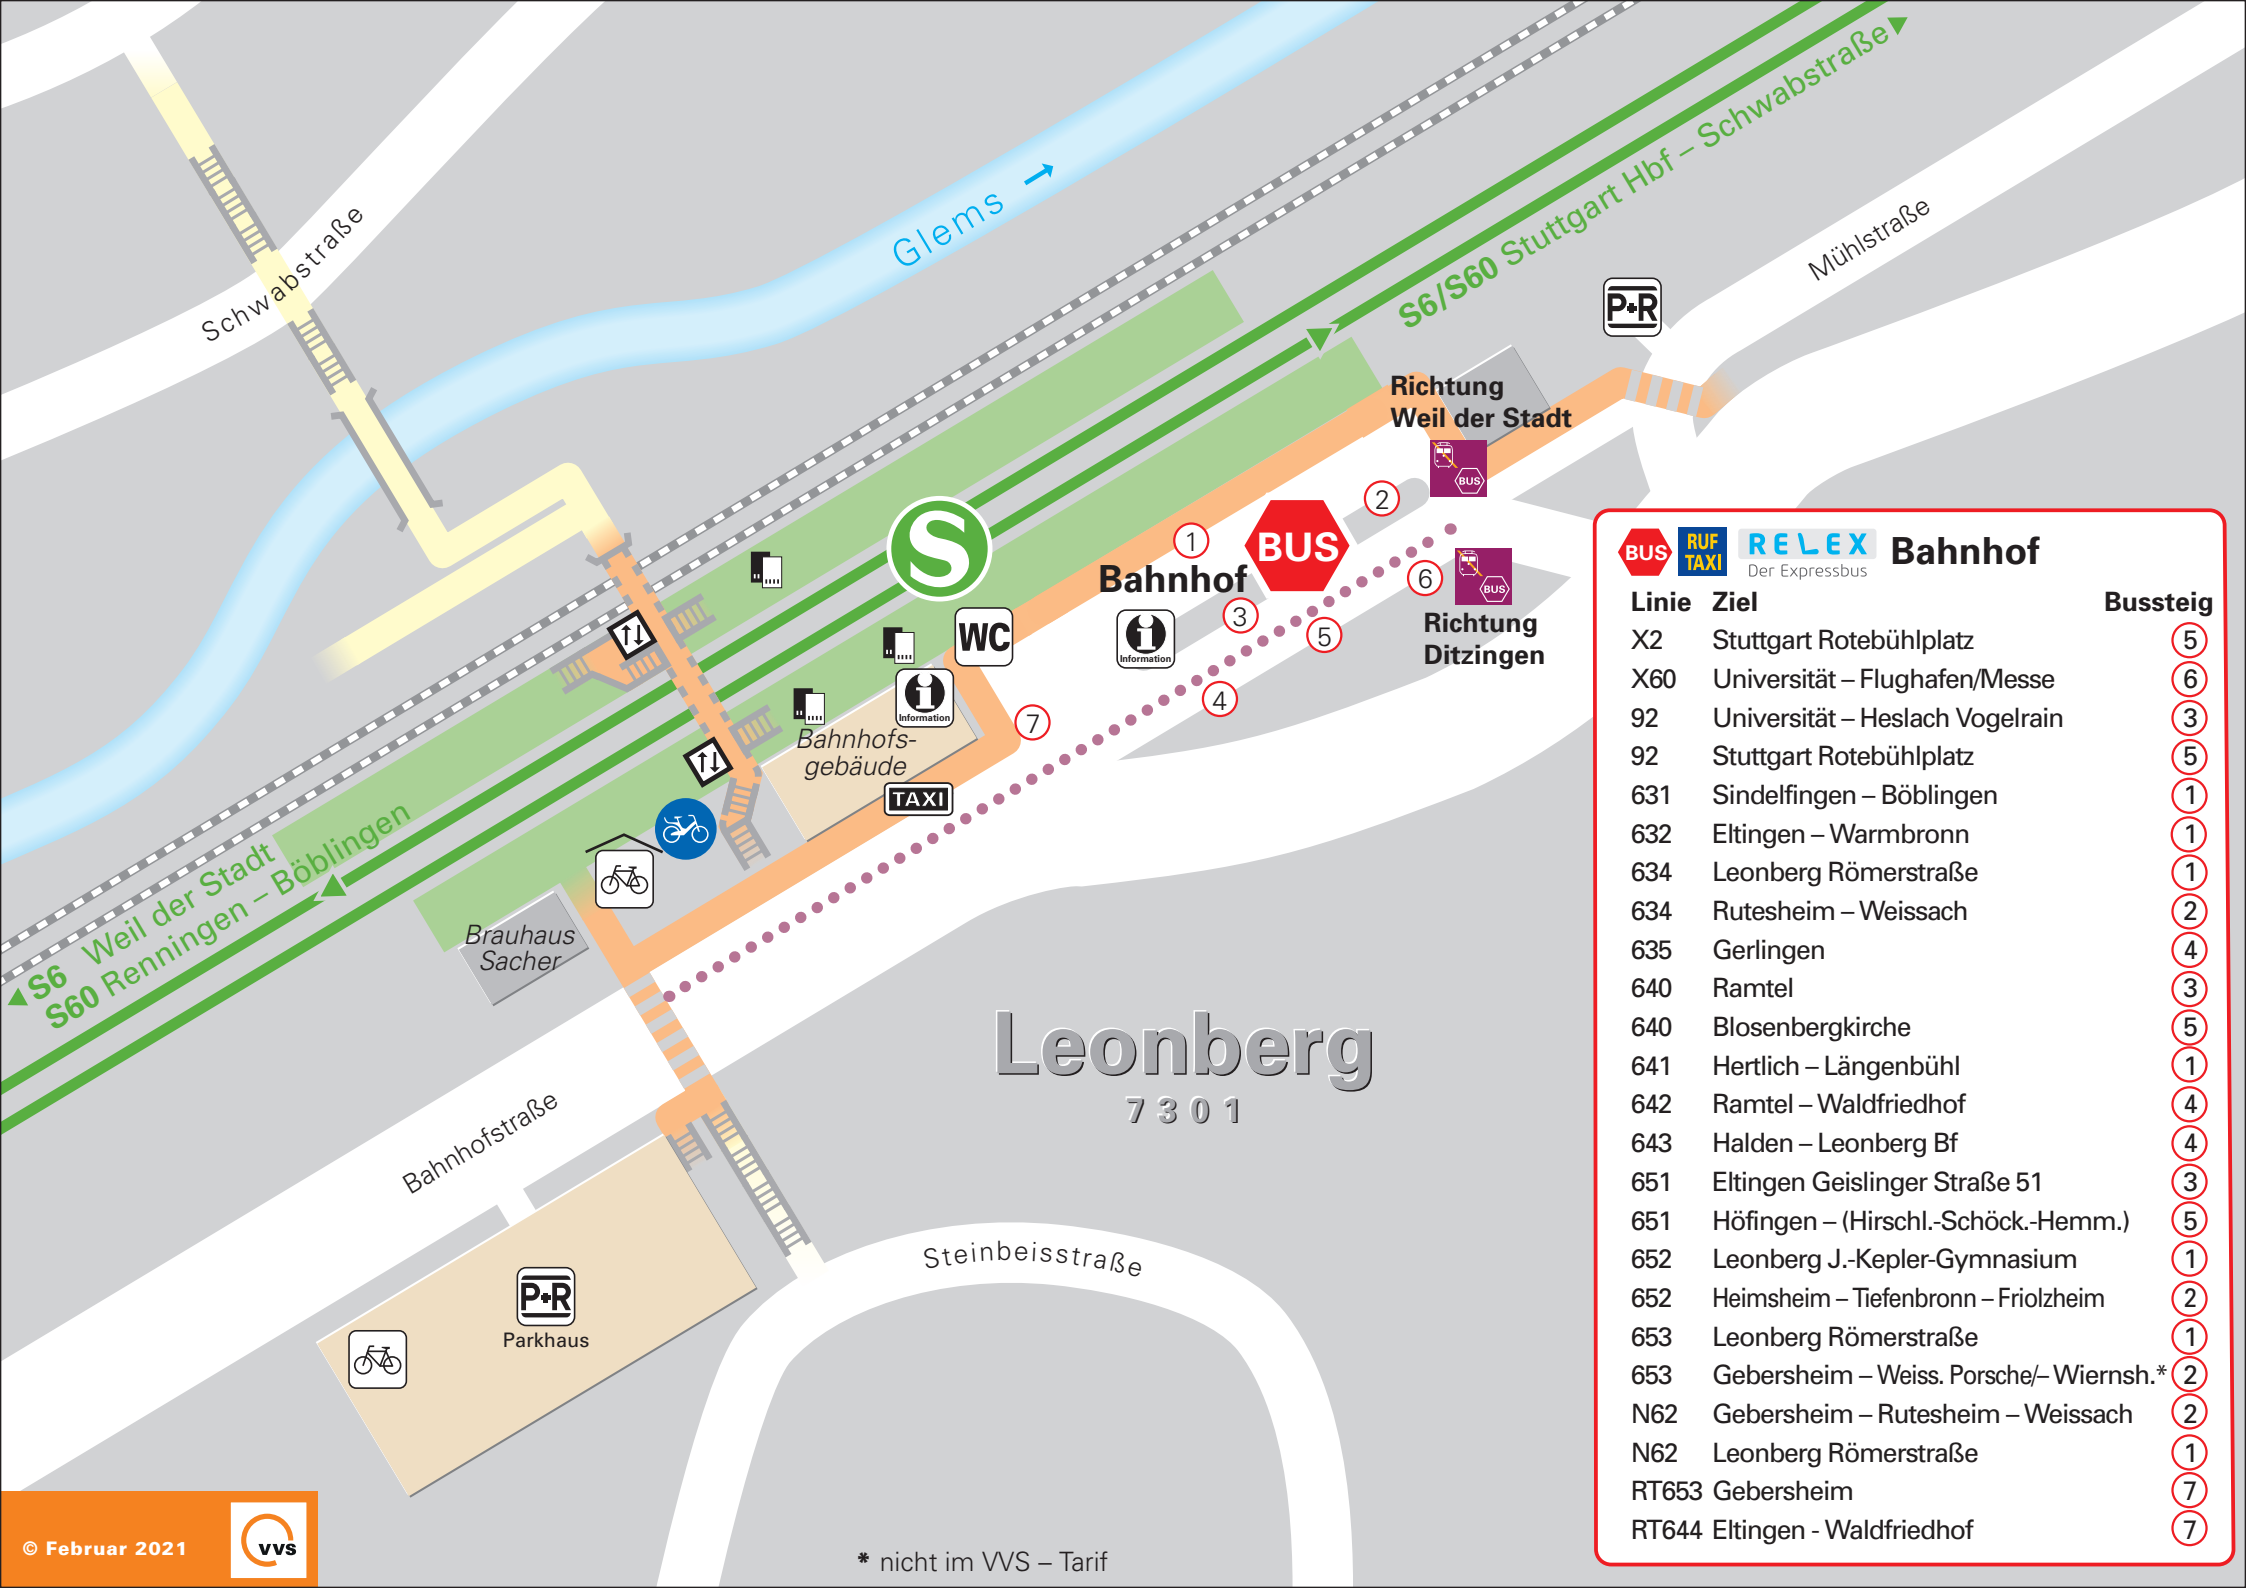 Schwabstraße
Glems
S6/S60 Stuttgart Hbf – Schwabstraße
Mühlstraße
P+R
Richtung
Weil der Stadt
BUS
S
1
2
BUS
Bahnhof
3
6
5
4
BUS
Richtung
Ditzingen
WC
i
Information
i
Information
7
Bahnhofs-
gebäude
TAXI
S6 Weil der Stadt
S60 Renningen – Böblingen
Brauhaus
Sacher
Leonberg
7301
Bahnhofstraße
Steinbeisstraße
P+R
Parkhaus
BUS RUF TAXI RELEX Der Expressbus Bahnhof
Linie Ziel Bussteig
X2 Stuttgart Rotebühlplatz 5
X60 Universität – Flughafen/Messe 6
92 Universität – Heslach Vogelrain 3
92 Stuttgart Rotebühlplatz 5
631 Sindelfingen – Böblingen 1
632 Eltingen – Warmbronn 1
634 Leonberg Römerstraße 1
634 Rutesheim – Weissach 2
635 Gerlingen 4
640 Ramtel 3
640 Blosenbergkirche 5
641 Hertlich – Längenbühl 1
642 Ramtel – Waldfriedhof 4
643 Halden – Leonberg Bf 4
651 Eltingen Geislinger Straße 51 3
651 Höfingen – (Hirschl.-Schöck.-Hemm.) 5
652 Leonberg J.-Kepler-Gymnasium 1
652 Heimsheim – Tiefenbronn – Friolzheim 2
653 Leonberg Römerstraße 1
653 Gebersheim – Weiss. Porsche/– Wiernsh.* 2
N62 Gebersheim – Rutesheim – Weissach 2
N62 Leonberg Römerstraße 1
RT653 Gebersheim 7
RT644 Eltingen - Waldfriedhof 7
© Februar 2021
VVS
* nicht im VVS – Tarif